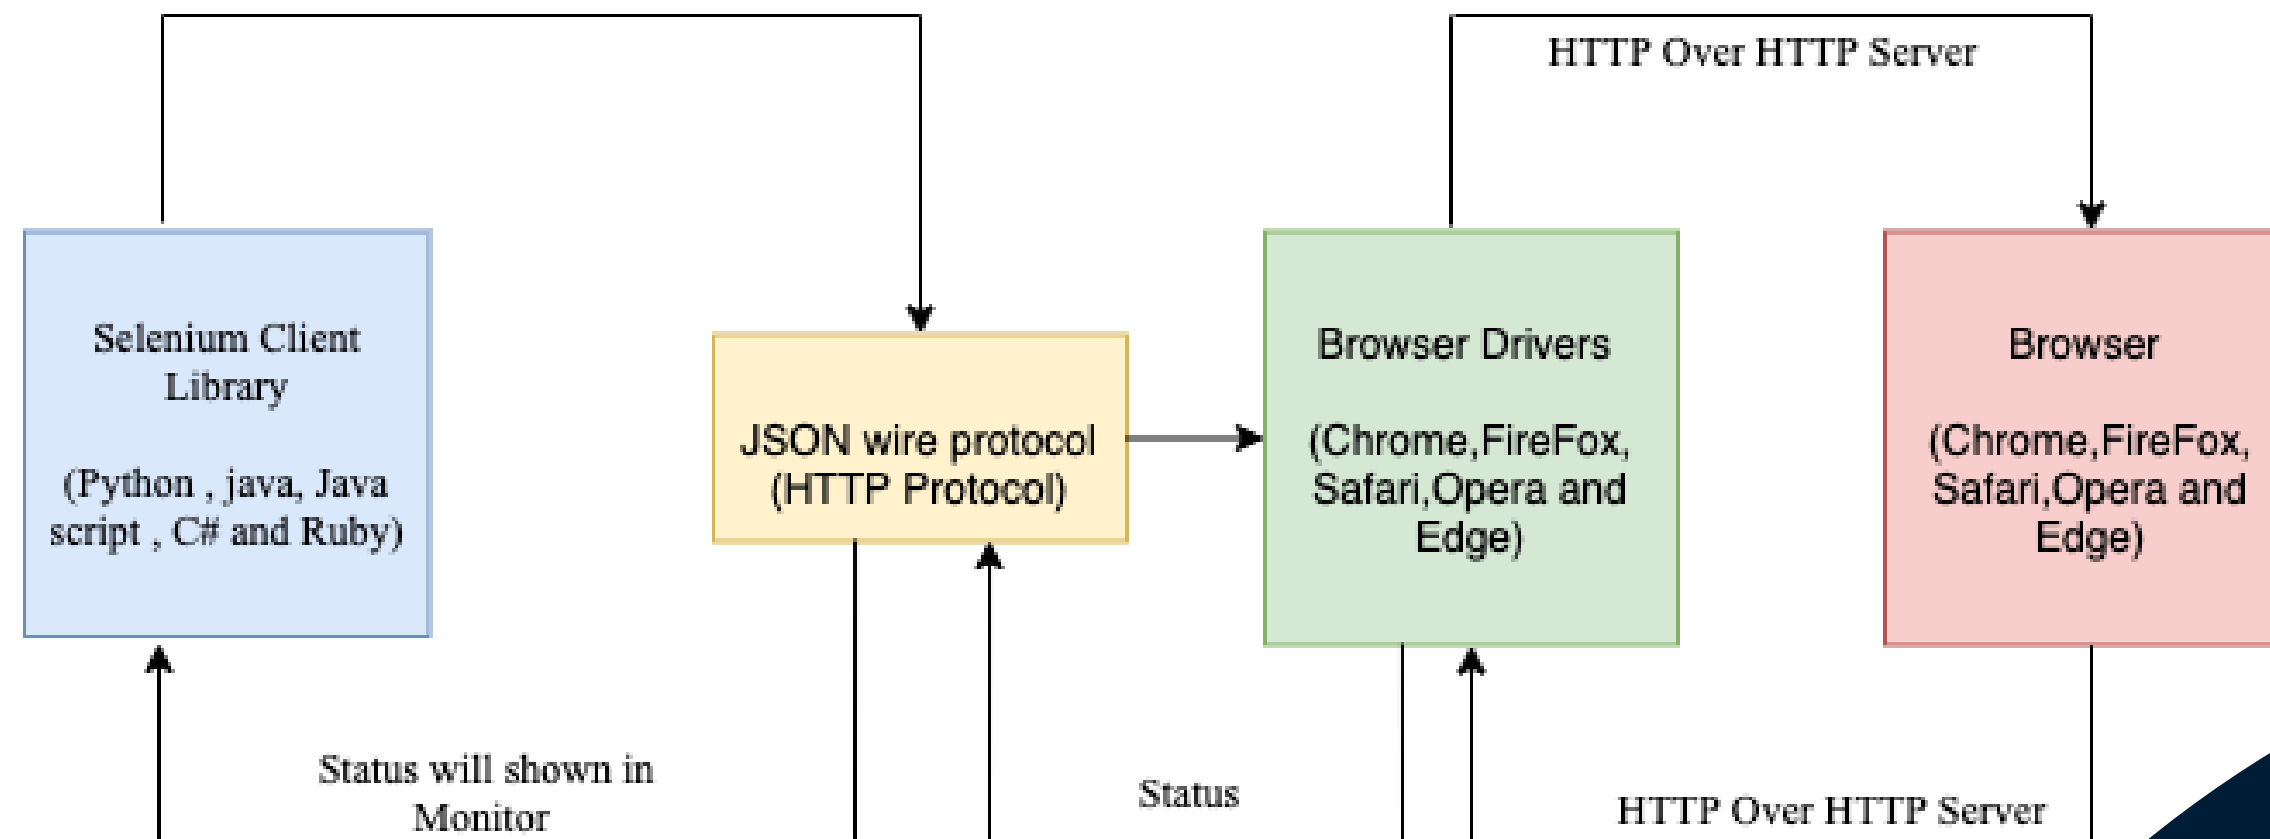 HTTP Over HTTP Server
Selenium Client
Library
(Python , java, Java
script , C# and Ruby)
JSON wire protocol
(HTTP Protocol)
Browser Drivers
(Chrome,FireFox,
Safari,Opera and
Edge)
Browser
(Chrome,FireFox,
Safari,Opera and
Edge)
Status will shown in
Monitor
Status
HTTP Over HTTP Server